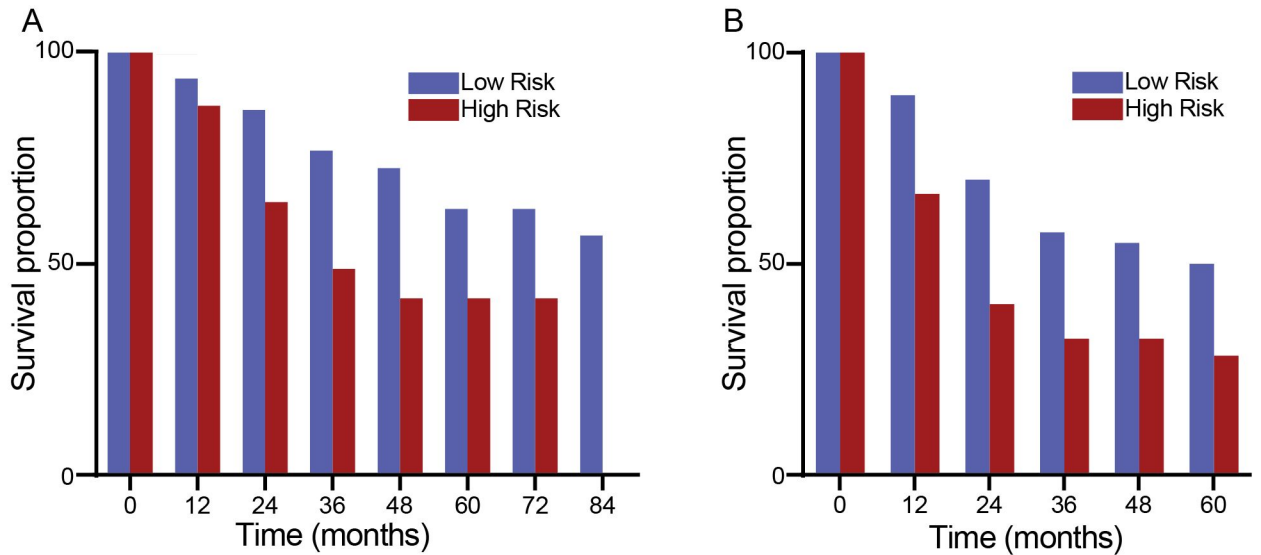 A
Survival proportion
100
50
0
Low Risk
High Risk
0 12 24 36 48 60 72 84
Time (months)
B
Survival proportion
100
50
0
Low Risk
High Risk
0 12 24 36 48 60
Time (months)